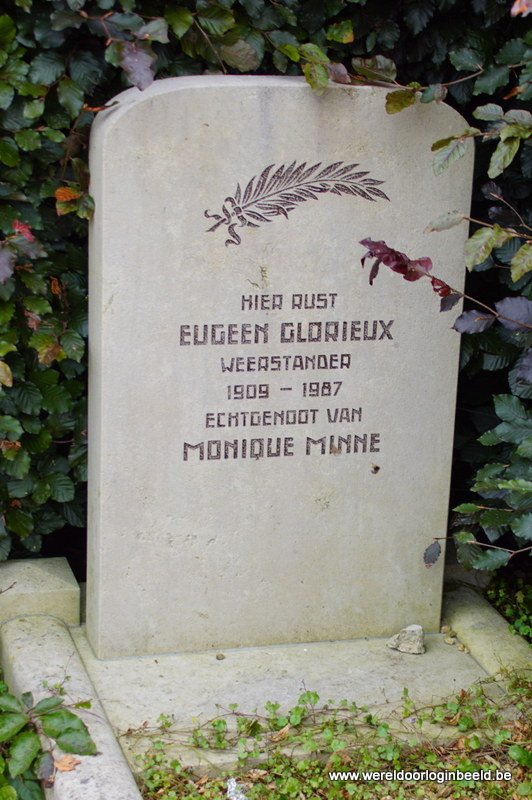 HIER RUST
EUGEEN GLORIEUX
WEERSTANDER
1909 - 1987
ECHTGENOOT VAN
MONIQUE MINNE
www.wereldoorloginbeeld.be